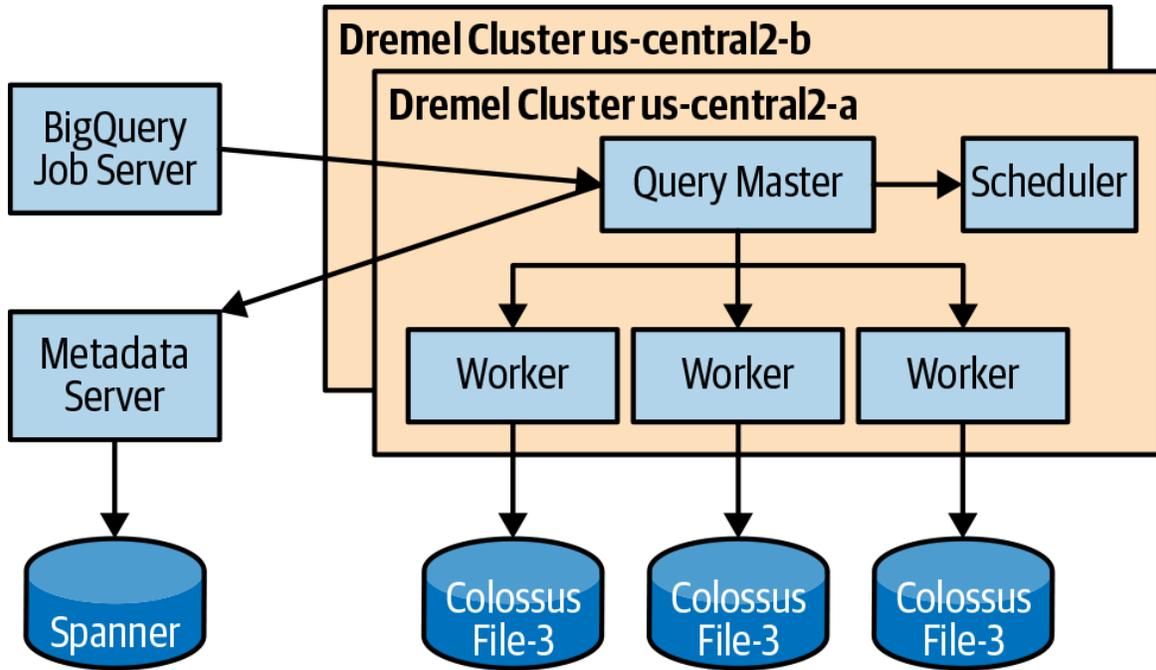 Dremel Cluster us-central2-b
Dremel Cluster us-central2-a
BigQuery
Job Server
Query Master
Scheduler
Metadata
Server
Worker
Worker
Worker
Spanner
Colossus
File-3
Colossus
File-3
Colossus
File-3